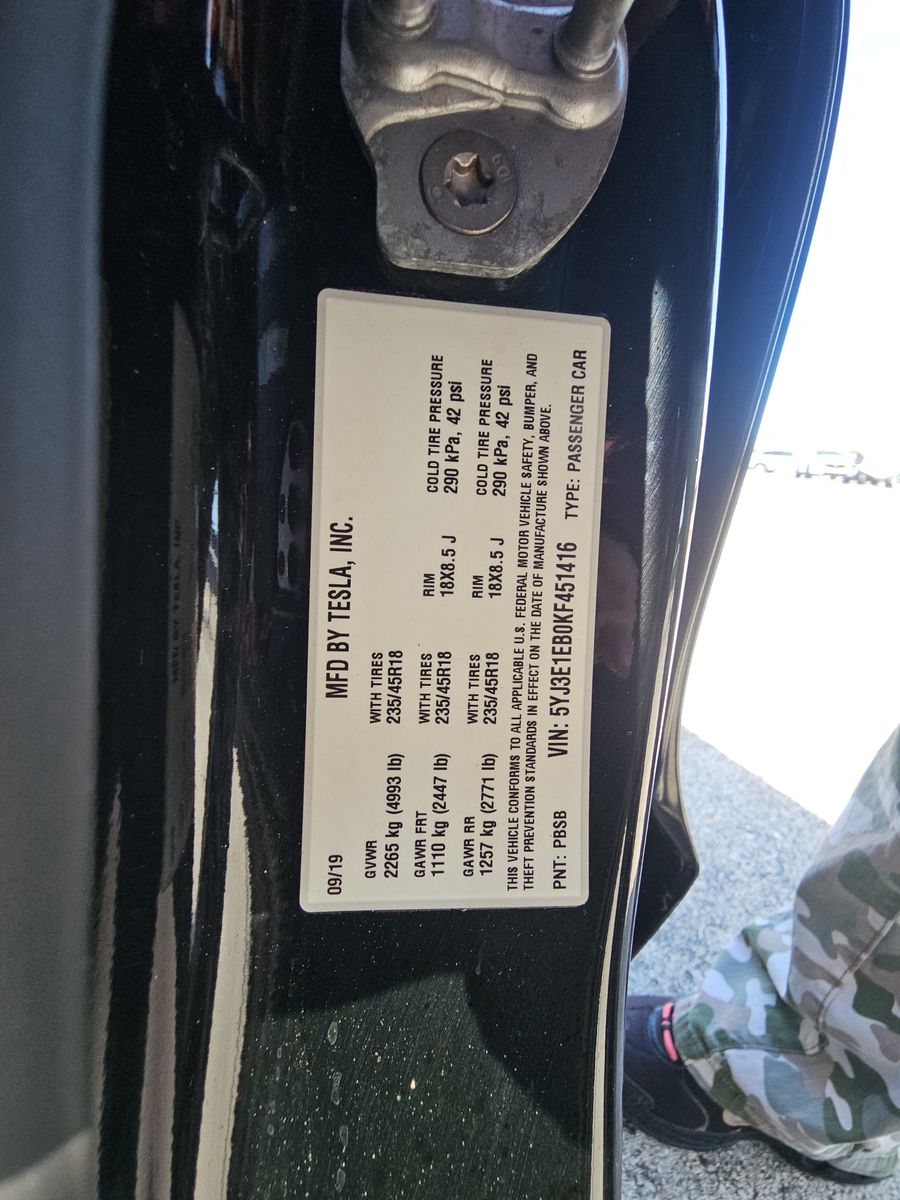 MFD BY TESLA, INC.
09/19
GVWR WITH TIRES
2265 kg (4993 lb) 235/45R18
GAWR FRT WITH TIRES RIM COLD TIRE PRESSURE
1110 kg (2447 lb) 235/45R18 18X8.5 J 290 kPa, 42 psi
GAWR RR WITH TIRES RIM COLD TIRE PRESSURE
1257 kg (2771 lb) 235/45R18 18X8.5 J 290 kPa, 42 psi
THIS VEHICLE CONFORMS TO ALL APPLICABLE U.S. FEDERAL MOTOR VEHICLE SAFETY, BUMPER, AND
THEFT PREVENTION STANDARDS IN EFFECT ON THE DATE OF MANUFACTURE SHOWN ABOVE.
PNT: PBSB VIN: 5YJ3E1EB0KF451416 TYPE: PASSENGER CAR